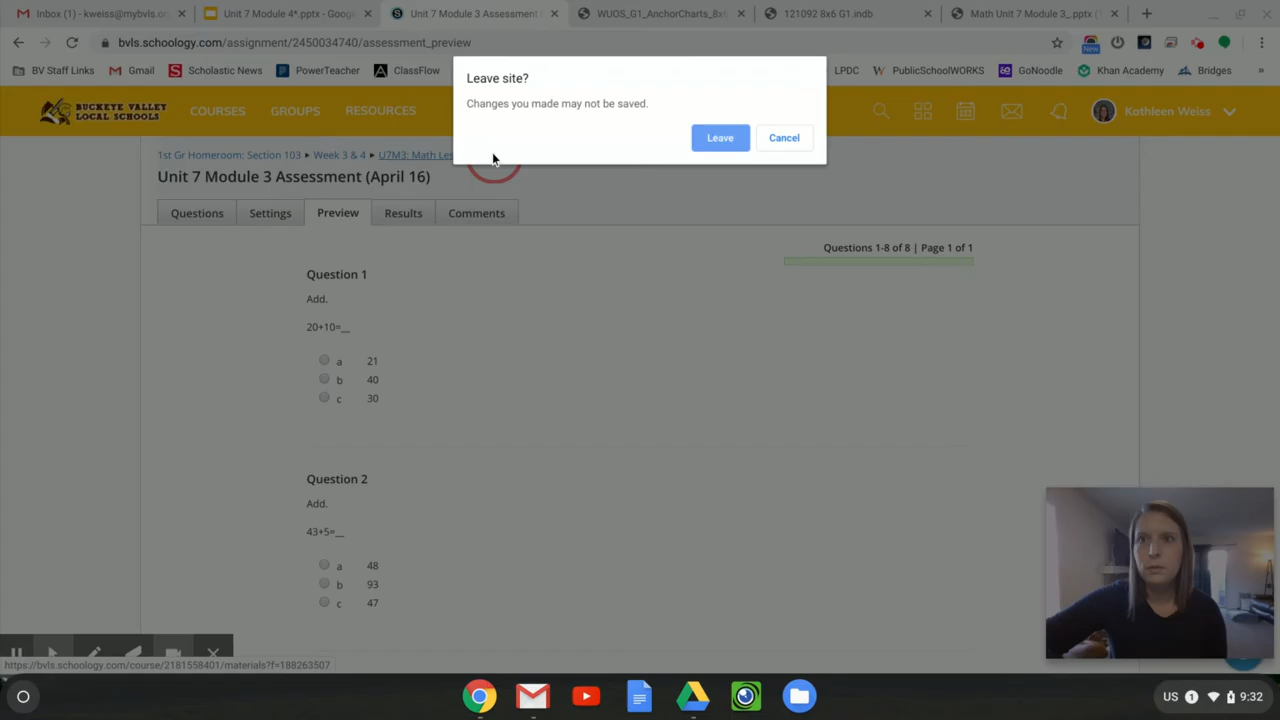 Inbox (1) - kweiss@mybvls.or
Unit 7 Module 4*.pptx - Google
Unit 7 Module 3 Assessment
WUOS_G1_AnchorCharts_8x6
121092 8x6 G1.indb
Math Unit 7 Module 3_.pptx (
bvls.schoology.com/assignment/2450034740/assessment_preview
New
BV Staff Links
Gmail
Scholastic News
PowerTeacher
ClassFlow
LPDC
PublicSchoolWORKS
GoNoodle
Khan Academy
Bridges
»
Leave site?
Changes you made may not be saved.
Leave
Cancel
BUCKEYE VALLEY
LOCAL SCHOOLS
COURSES
GROUPS
RESOURCES
Kathleen Weiss
1st Gr Homeroom: Section 103
Week 3 & 4
U7M3: Math Les
Unit 7 Module 3 Assessment (April 16)
Questions
Settings
Preview
Results
Comments
Questions 1-8 of 8 | Page 1 of 1
Question 1
Add.
20+10=__
a 21
b 40
c 30
Question 2
Add.
43+5=__
a 48
b 93
c 47
https://bvls.schoology.com/course/2181558401/materials?f=188263507
US 1 9:32